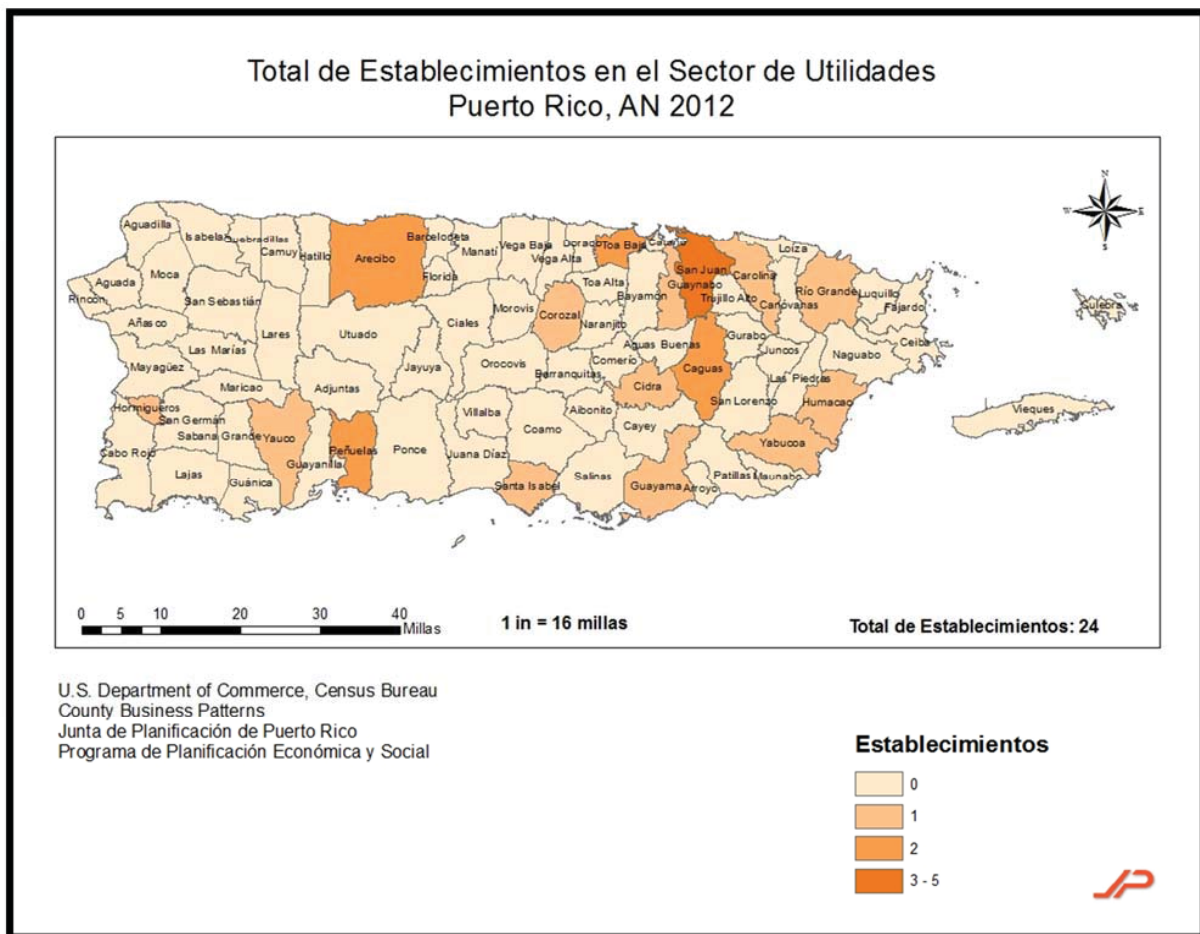 Total de Establecimientos en el Sector de Utilidades
Puerto Rico, AN 2012
N
W
E
S
Aguadilla
Isabela
Quebradillas
Camuy
Hatillo
Arecibo
Barceloneta
Manatí
Vega Baja
Vega Alta
Dorado
Toa Baja
Cataño
San Juan
Guaynabo
Carolina
Loiza
Trujillo Alto
Canóvanas
Río Grande
Luquillo
Fajardo
Culebra
Aguada
Moca
Rincón
San Sebastián
Florida
Toa Alta
Bayamón
Añasco
Lares
Utuado
Ciales
Morovis
Corozal
Naranjito
Aguas Buenas
Gurabo
Juncos
Ceiba
Naguabo
Las Marías
Mayagüez
Maricao
Adjuntas
Jayuya
Orocovis
Barranquitas
Comerío
Cidra
Caguas
San Lorenzo
Las Piedras
Humacao
Vieques
Hormigueros
San Germán
Sabana Grande
Yauco
Guayanilla
Peñuelas
Ponce
Villalba
Juana Díaz
Coamo
Aibonito
Cayey
Yabucoa
Cabo Rojo
Lajas
Guánica
Santa Isabel
Salinas
Guayama
Arroyo
Patillas
Maunabo
0 5 10 20 30 40
Millas
1 in = 16 millas
Total de Establecimientos: 24
U.S. Department of Commerce, Census Bureau
County Business Patterns
Junta de Planificación de Puerto Rico
Programa de Planificación Económica y Social
Establecimientos
0
1
2
3 - 5
JP